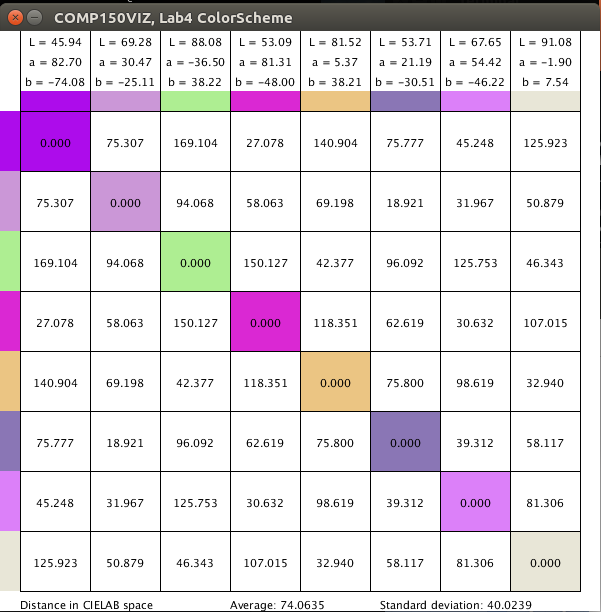 COMP150VIZ, Lab4 ColorScheme
L = 45.94 L = 69.28 L = 88.08 L = 53.09 L = 81.52 L = 53.71 L = 67.65 L = 91.08
a = 82.70 a = 30.47 a = −36.50 a = 81.31 a = 5.37 a = 21.19 a = 54.42 a = −1.90
b = −74.08 b = −25.11 b = 38.22 b = −48.00 b = 38.21 b = −30.51 b = −46.22 b = 7.54
0.000 75.307 169.104 27.078 140.904 75.777 45.248 125.923
75.307 0.000 94.068 58.063 69.198 18.921 31.967 50.879
169.104 94.068 0.000 150.127 42.377 96.092 125.753 46.343
27.078 58.063 150.127 0.000 118.351 62.619 30.632 107.015
140.904 69.198 42.377 118.351 0.000 75.800 98.619 32.940
75.777 18.921 96.092 62.619 75.800 0.000 39.312 58.117
45.248 31.967 125.753 30.632 98.619 39.312 0.000 81.306
125.923 50.879 46.343 107.015 32.940 58.117 81.306 0.000
Distance in CIELAB space Average: 74.0635 Standard deviation: 40.0239